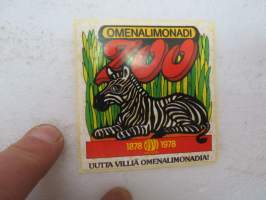 OMENALIMONADI
ZOO
1878 1978
UUTTA VILLIÄ OMENALIMONADIA!